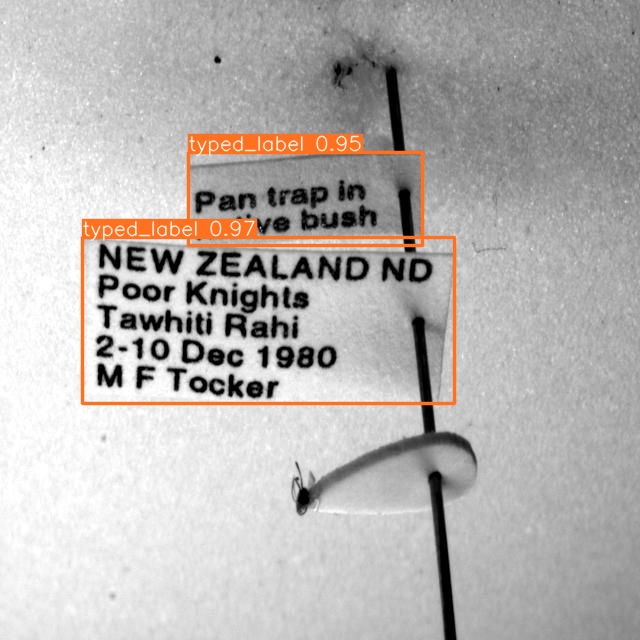 typed_label 0.95
Pan trap in
bush
typed_label 0.97
NEW ZEALAND ND
Poor Knights
Tawhiti Rahi
2-10 Dec 1980
M F Tocker